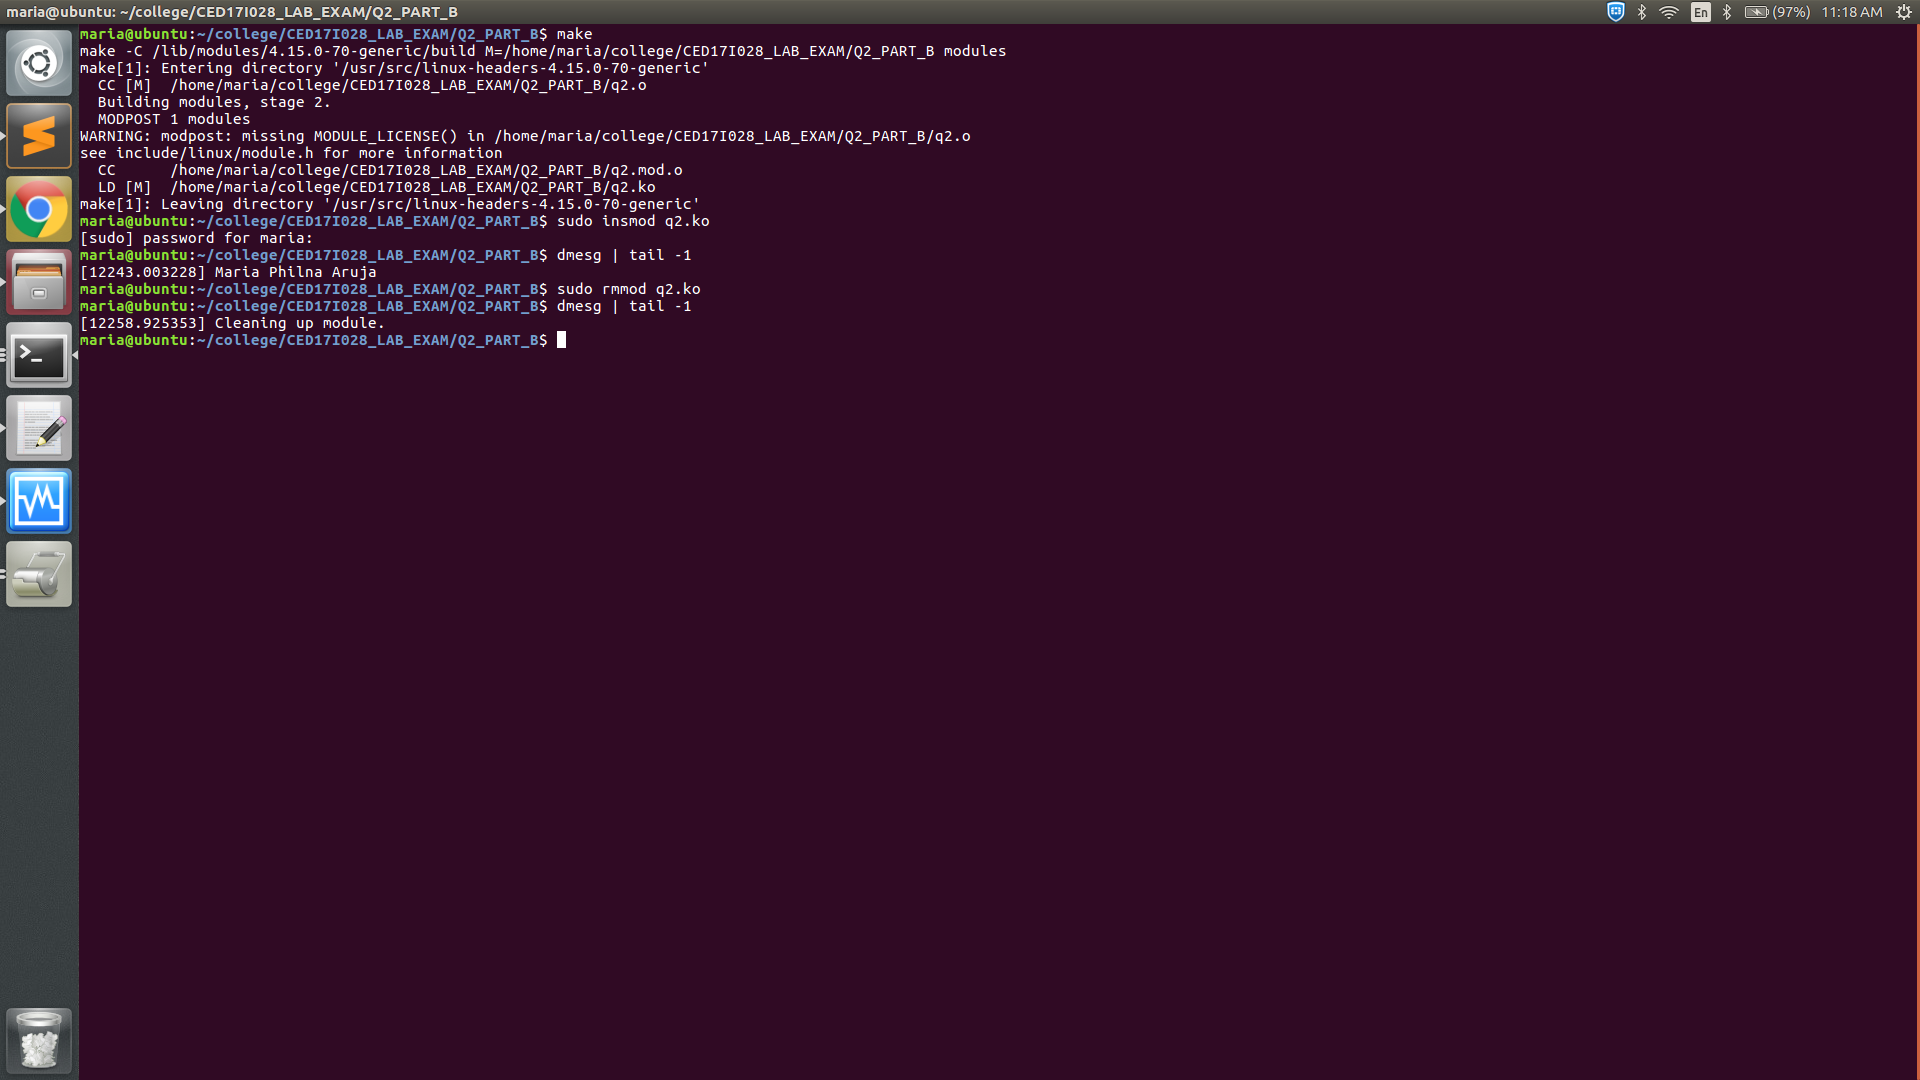 maria@ubuntu: ~/college/CED17I028_LAB_EXAM/Q2_PART_B
En (97%) 11:18 AM
maria@ubuntu:~/college/CED17I028_LAB_EXAM/Q2_PART_B$ make
make -C /lib/modules/4.15.0-70-generic/build M=/home/maria/college/CED17I028_LAB_EXAM/Q2_PART_B modules
make[1]: Entering directory '/usr/src/linux-headers-4.15.0-70-generic'
  CC [M]  /home/maria/college/CED17I028_LAB_EXAM/Q2_PART_B/q2.o
  Building modules, stage 2.
  MODPOST 1 modules
WARNING: modpost: missing MODULE_LICENSE() in /home/maria/college/CED17I028_LAB_EXAM/Q2_PART_B/q2.o
see include/linux/module.h for more information
  CC      /home/maria/college/CED17I028_LAB_EXAM/Q2_PART_B/q2.mod.o
  LD [M]  /home/maria/college/CED17I028_LAB_EXAM/Q2_PART_B/q2.ko
make[1]: Leaving directory '/usr/src/linux-headers-4.15.0-70-generic'
maria@ubuntu:~/college/CED17I028_LAB_EXAM/Q2_PART_B$ sudo insmod q2.ko
[sudo] password for maria:
maria@ubuntu:~/college/CED17I028_LAB_EXAM/Q2_PART_B$ dmesg | tail -1
[12243.003228] Maria Philna Aruja
maria@ubuntu:~/college/CED17I028_LAB_EXAM/Q2_PART_B$ sudo rmmod q2.ko
maria@ubuntu:~/college/CED17I028_LAB_EXAM/Q2_PART_B$ dmesg | tail -1
[12258.925353] Cleaning up module.
maria@ubuntu:~/college/CED17I028_LAB_EXAM/Q2_PART_B$